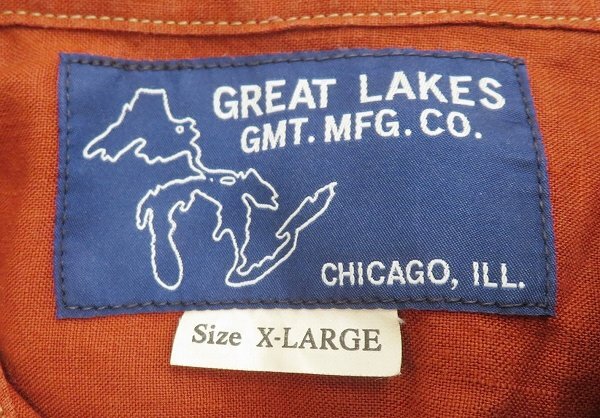 GREAT LAKES
GMT. MFG. CO.
CHICAGO, ILL.
Size X-LARGE